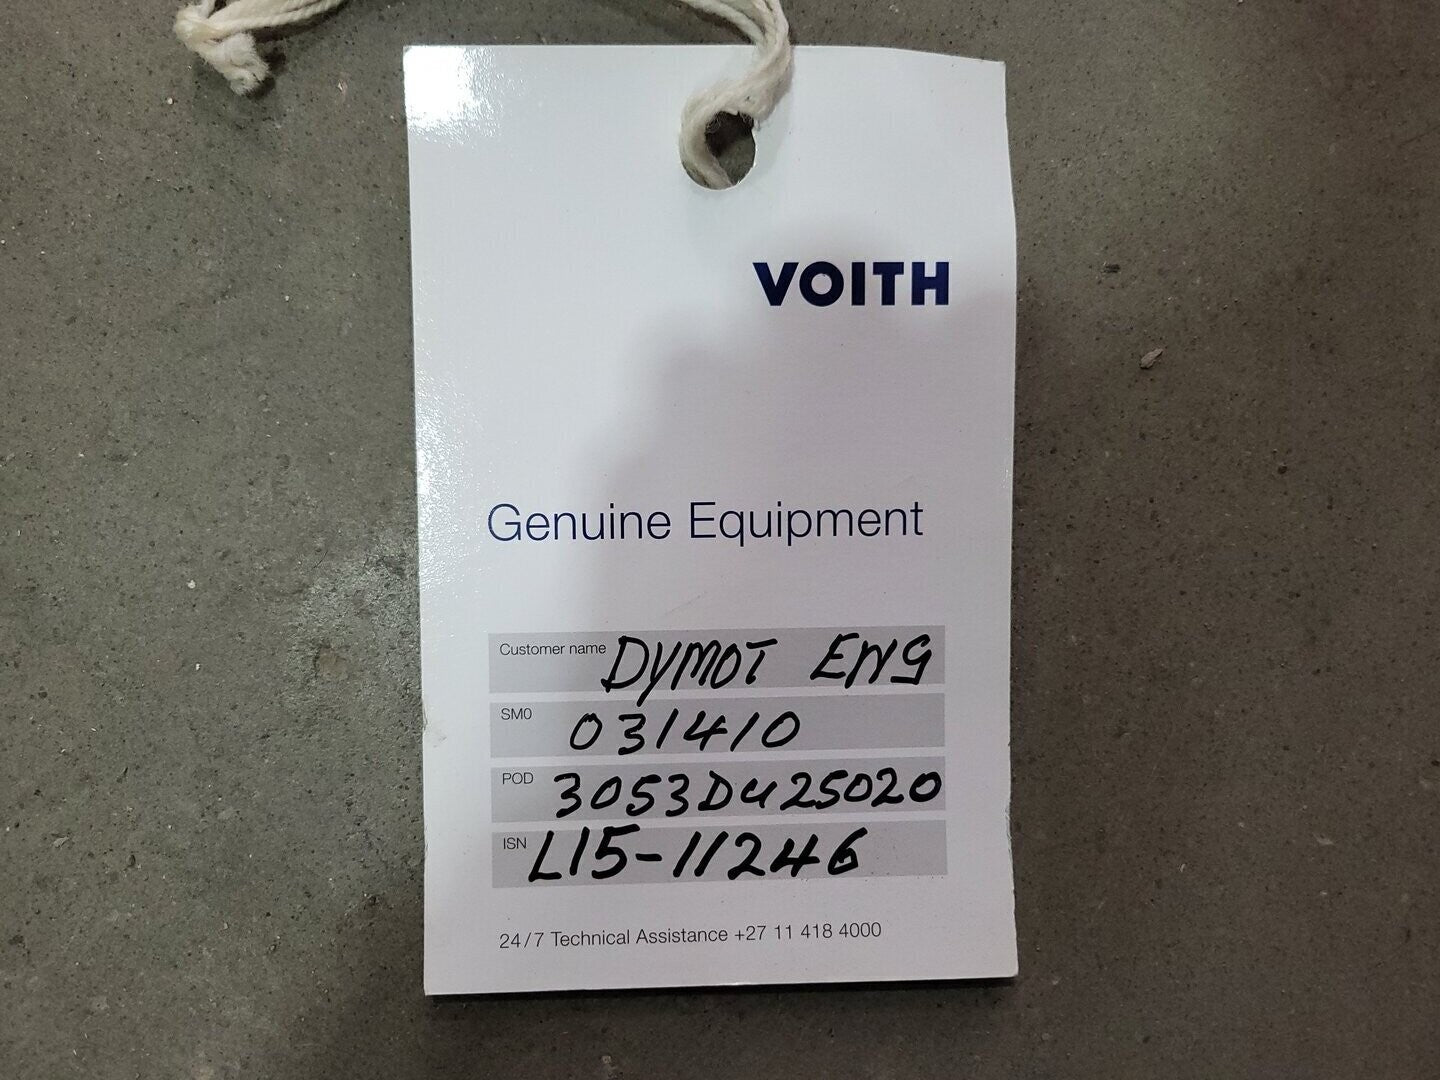 VOITH
Genuine Equipment
Customer name DYMOT ENG
SM0 031410
POD 3053DU25020
ISN L15-11246
24/7 Technical Assistance +27 11 418 4000